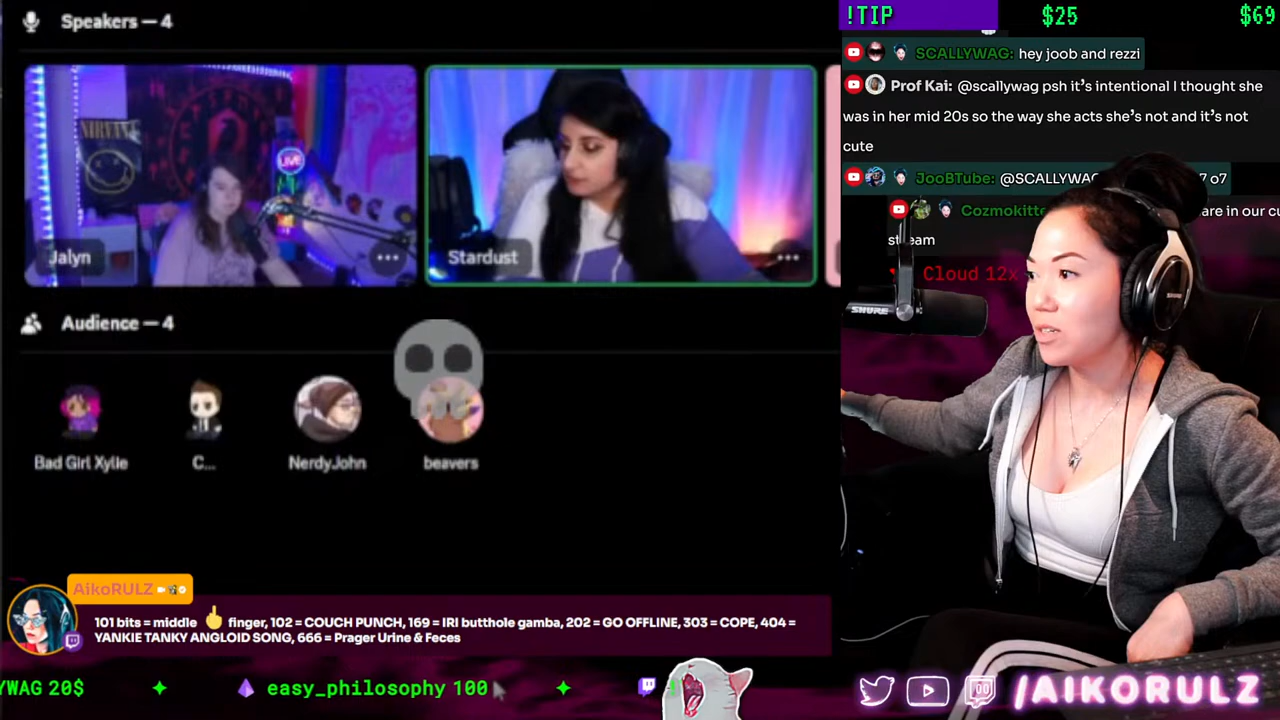 Speakers — 4
!TIP
$25
$69
SCALLYWAG: hey joob and rezzi
Prof Kai: @scallywag psh it’s intentional I thought she
was in her mid 20s so the way she acts she’s not and it’s not
cute
JooBTube: @SCALLYWAG
7 o7
are in our cu
stream
Cloud 12x
NIRVANA
LIVE
Jalyn
Stardust
SHURE
Audience — 4
Bad Girl Xylie
C...
NerdyJohn
beavers
AikoRULZ
101 bits = middle 🖕 finger, 102 = COUCH PUNCH, 169 = IRI butthole gamba, 202 = GO OFFLINE, 303 = COPE, 404 =
YANKIE TANKY ANGLOID SONG, 666 = Prager Urine & Feces
YWAG 20$
easy_philosophy 100
/AIKORULZ